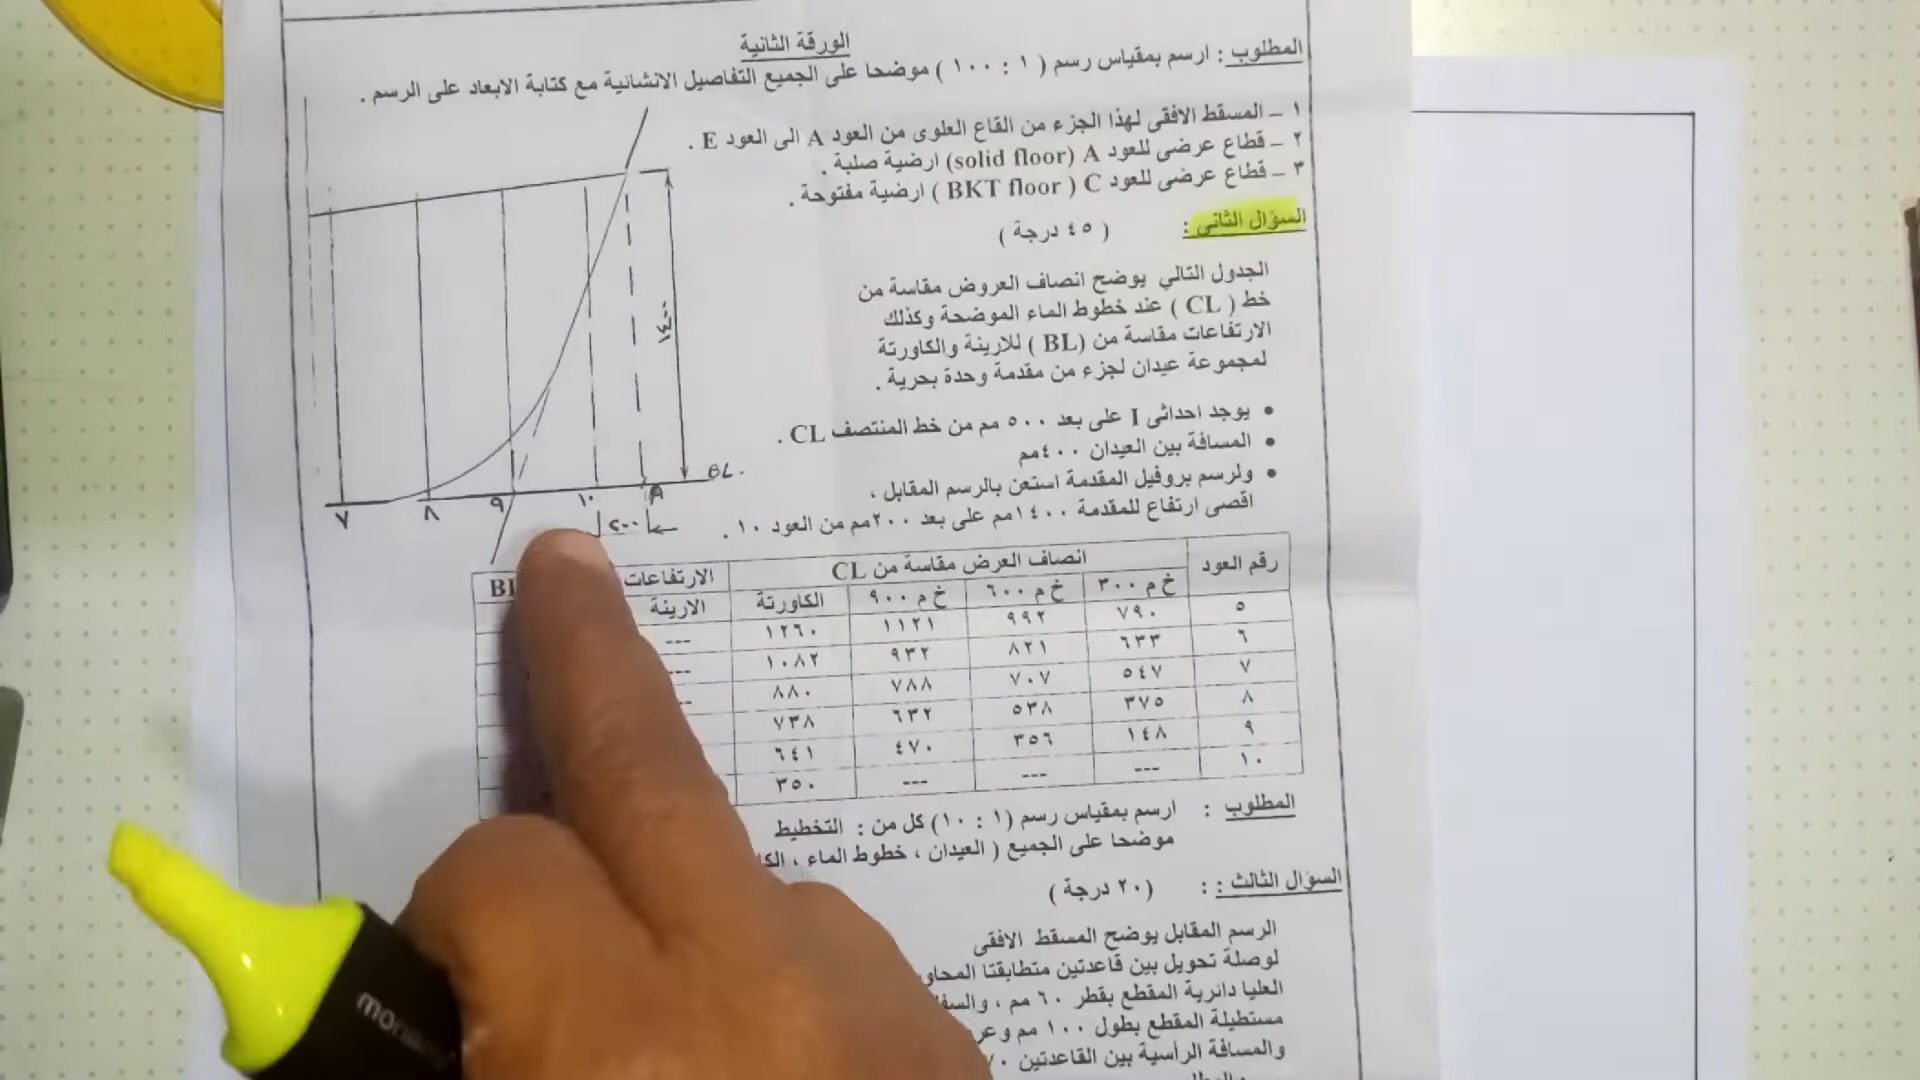 الورقة الثانية
المطلوب : ارسم بمقياس رسم ( ١ : ١٠٠ ) موضحا على الجميع التفاصيل الانشائية مع كتابة الابعاد على الرسم .
١ – المسقط الافقى لهذا الجزء من القاع العلوى من العود A الى العود E .
٢ – قطاع عرضى للعود A (solid floor) ارضية صلبة .
٣ – قطاع عرضى للعود C ( BKT floor ) ارضية مفتوحة .
السؤال الثانى : ( ٤٥ درجة )
الجدول التالي يوضح انصاف العروض مقاسة من
خط ( CL ) عند خطوط الماء الموضحة وكذلك
الارتفاعات مقاسة من (BL ) للارينة والكاورتة
لمجموعة عيدان لجزء من مقدمة وحدة بحرية .
• يوجد احداثى I على بعد ٥٠٠ مم من خط المنتصف CL .
• المسافة بين العيدان ٤٠٠مم
• ولرسم بروفيل المقدمة استعن بالرسم المقابل ،
اقصى ارتفاع للمقدمة ١٤٠٠مم على بعد ٢٠٠مم من العود ١٠ .
١٤٠٠
BL.
٧ ٨ ٩ ١٠ A
٢٠٠
رقم العود انصاف العرض مقاسة من CL الارتفاعات
خ م ٣٠٠ خ م ٦٠٠ خ م ٩٠٠ الكاورتة الارينة
٥ ٧٩٠ ٩٩٢ ١١٢١ ١٢٦٠ ---
٦ ٦٣٣ ٨٢١ ٩٣٢ ١٠٨٢
٧ ٥٤٧ ٧٠٧ ٧٨٨ ٨٨٠
٨ ٣٧٥ ٥٣٨ ٦٣٢ ٧٣٨
٩ ١٤٨ ٣٥٦ ٤٧٠ ٦٤١
١٠ --- --- --- ٣٥٠
المطلوب : ارسم بمقياس رسم (١ : ١٠) كل من : التخطيط
موضحا على الجميع ( العيدان ، خطوط الماء ،
السؤال الثالث : : (٢٠ درجة )
الرسم المقابل يوضح المسقط الافقى
لوصلة تحويل بين قاعدتين متطابقتا
العليا دائرية المقطع بقطر ٦٠ مم ،
مستطيلة المقطع بطول ١٠٠ مم
والمسافة الرأسية بين القاعدتين